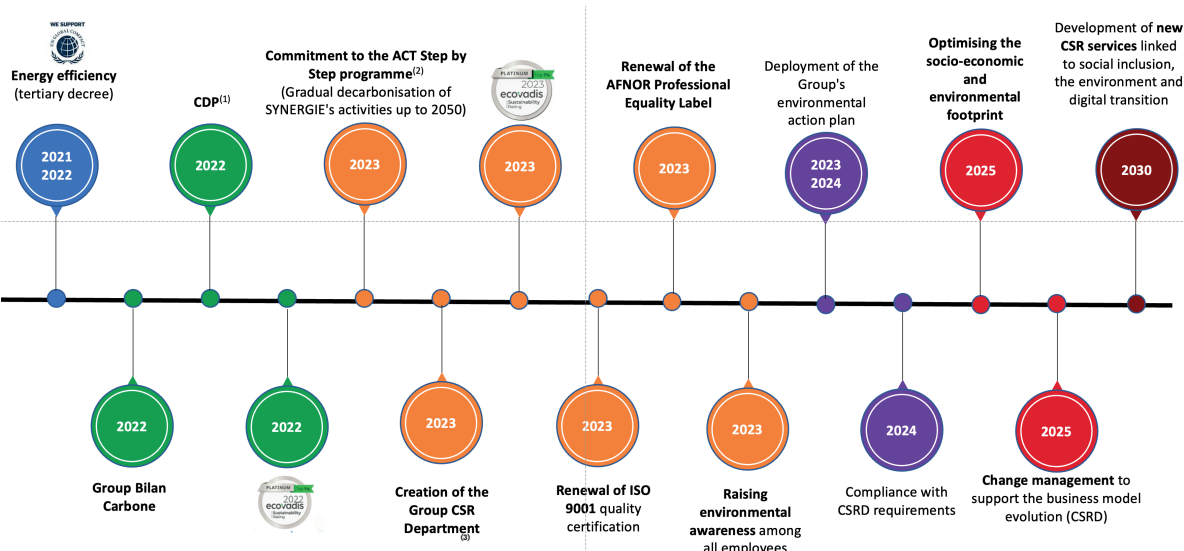 WE SUPPORT
UN GLOBAL COMPACT
Energy efficiency
(tertiary decree)
2021
2022
CDP(1)
2022
Commitment to the ACT Step by
Step programme(2)
(Gradual decarbonisation of
SYNERGIE's activities up to 2050)
2023
PLATINUM
2023
ecovadis
Sustainability
Rating
2023
Renewal of the
AFNOR Professional
Equality Label
2023
Deployment of the
Group's
environmental
action plan
2023
2024
Optimising the
socio-economic
and
environmental
footprint
2025
Development of new
CSR services linked
to social inclusion,
the environment and
digital transition
2030
2022
Group Bilan
Carbone
2022
PLATINUM
2022
ecovadis
Sustainability
Rating
2023
Creation of the
Group CSR
Department
(3)
2023
Renewal of ISO
9001 quality
certification
2023
Raising
environmental
awareness among
all employees
2024
Compliance with
CSRD requirements
2025
Change management to
support the business model
evolution (CSRD)